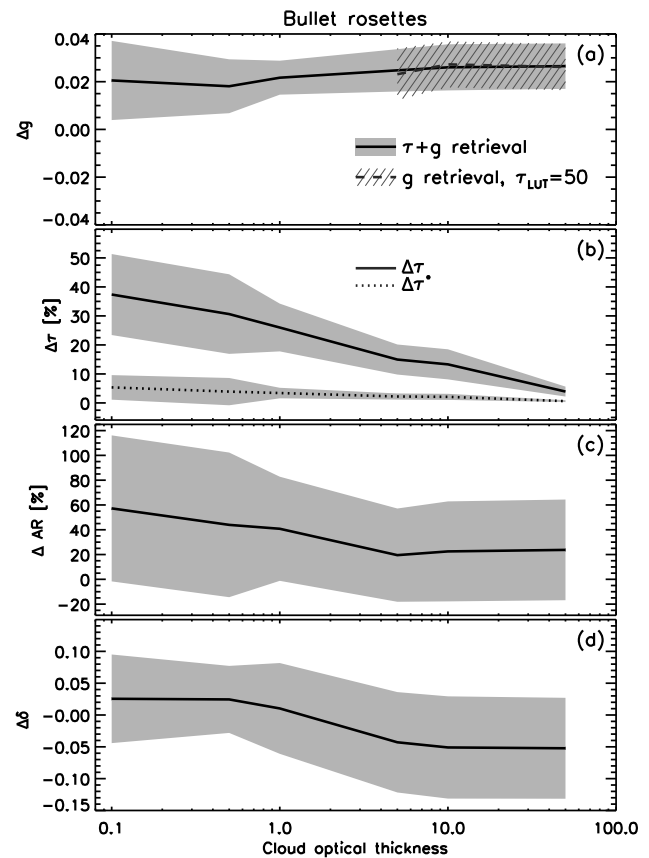 Bullet rosettes
0.04
0.02
0.00
−0.02
−0.04
Δg
(a)
τ+g retrieval
g retrieval, τLUT=50
50
40
30
20
10
0
Δτ [%]
(b)
Δτ
Δτ*
120
100
80
60
40
20
0
−20
Δ AR [%]
(c)
0.10
0.05
−0.00
−0.05
−0.10
−0.15
Δδ
(d)
0.1 1.0 10.0 100.0
Cloud optical thickness